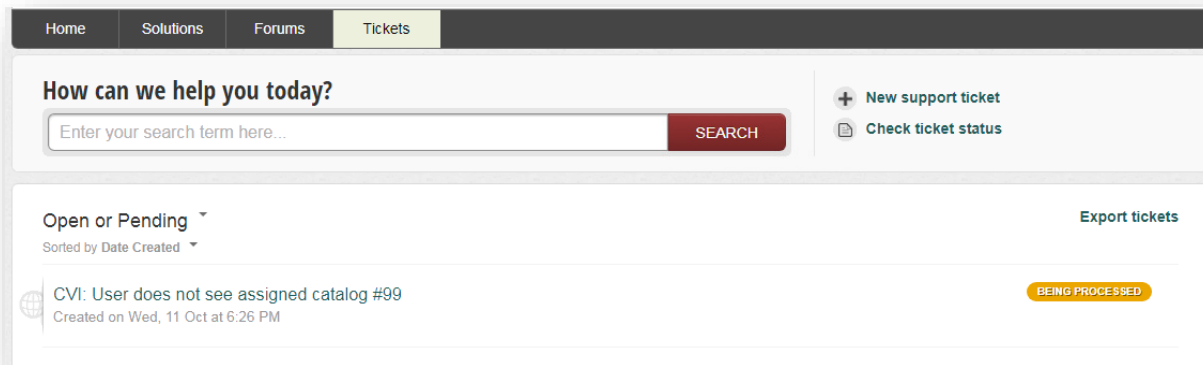 Home Solutions Forums Tickets
How can we help you today?
Enter your search term here... SEARCH
New support ticket
Check ticket status
Open or Pending
Export tickets
Sorted by Date Created
CVI: User does not see assigned catalog #99
BEING PROCESSED
Created on Wed, 11 Oct at 6:26 PM